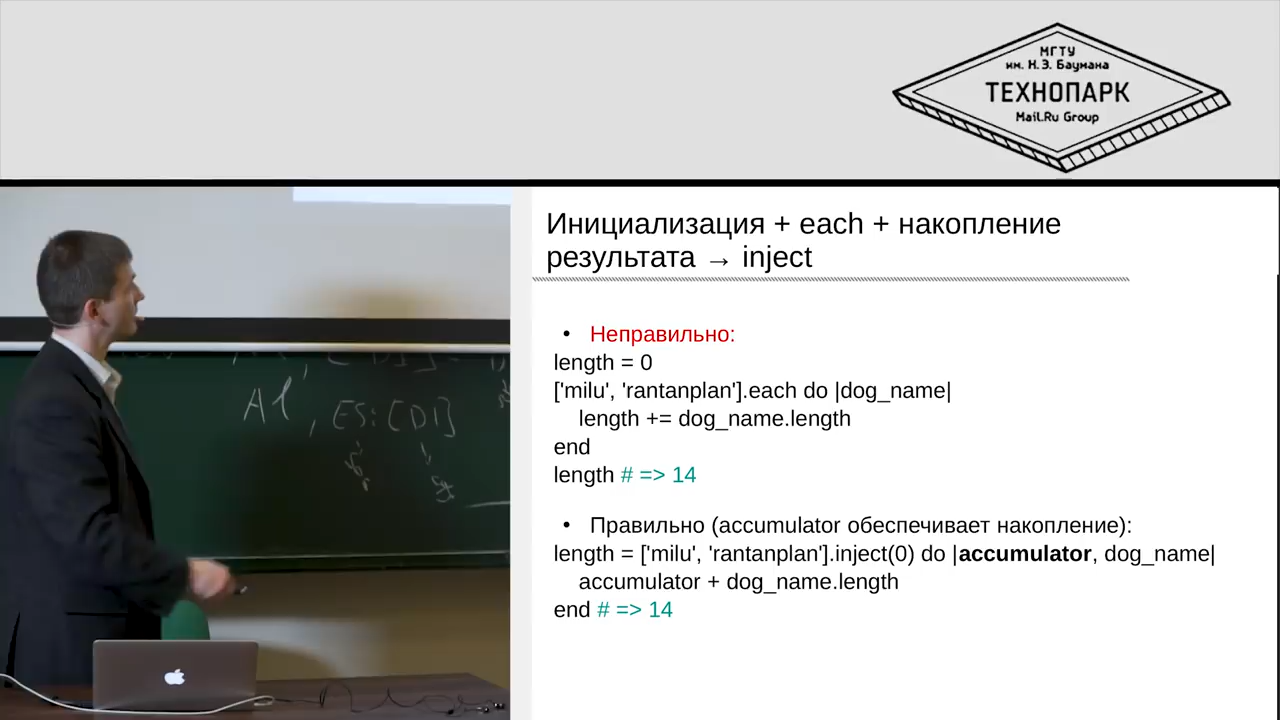 МГТУ
им. Н.Э. Баумана
ТЕХНОПАРК
Mail.Ru Group
Инициализация + each + накопление
результата → inject
• Неправильно:
length = 0
['milu', 'rantanplan'].each do |dog_name|
length += dog_name.length
end
length # => 14
• Правильно (accumulator обеспечивает накопление):
length = ['milu', 'rantanplan'].inject(0) do |accumulator, dog_name|
accumulator + dog_name.length
end # => 14